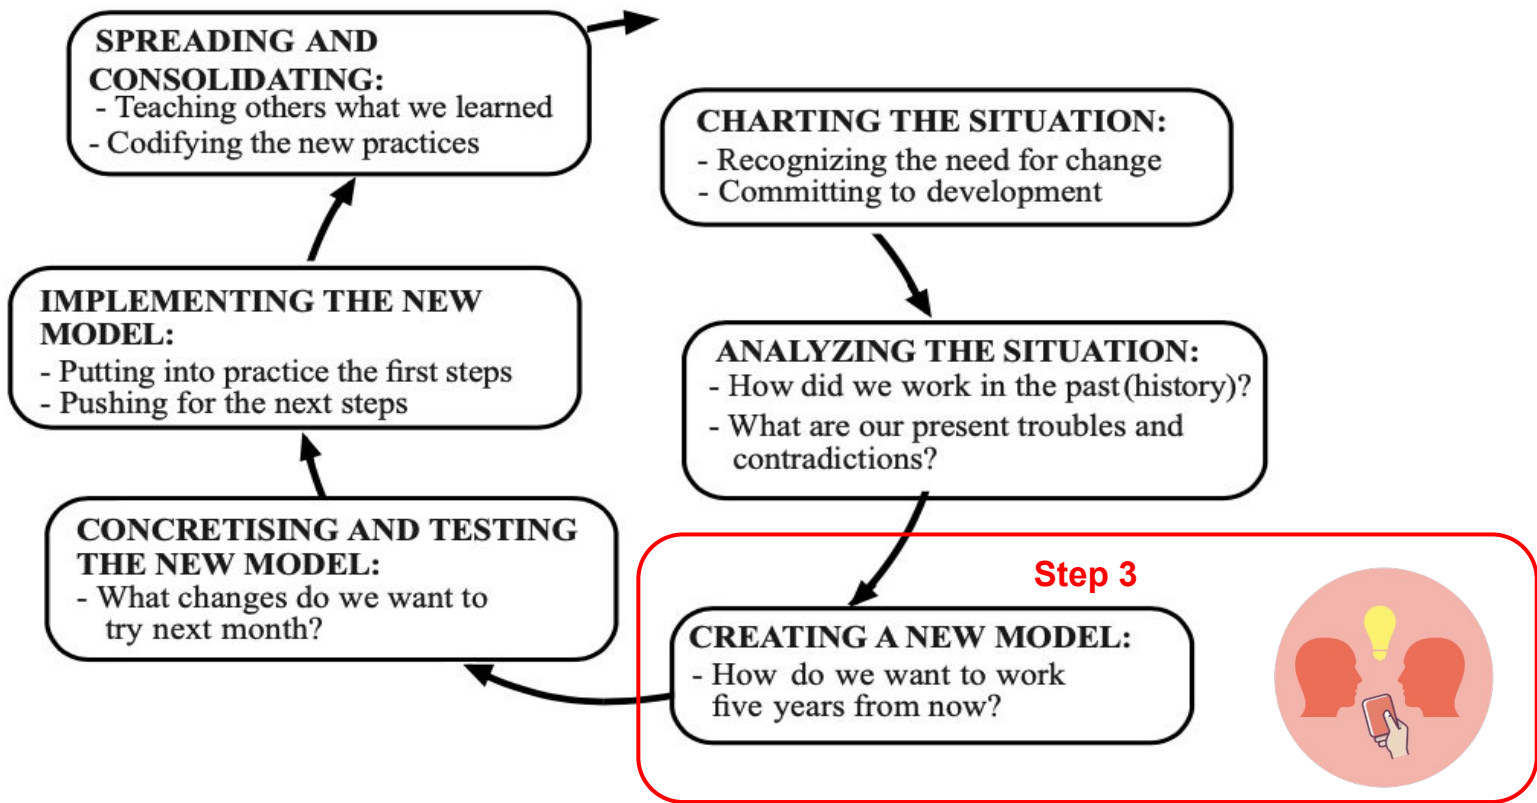 SPREADING AND
CONSOLIDATING:
- Teaching others what we learned
- Codifying the new practices
CHARTING THE SITUATION:
- Recognizing the need for change
- Committing to development
ANALYZING THE SITUATION:
- How did we work in the past (history)?
- What are our present troubles and
contradictions?
Step 3
CREATING A NEW MODEL:
- How do we want to work
five years from now?
CONCRETISING AND TESTING
THE NEW MODEL:
- What changes do we want to
try next month?
IMPLEMENTING THE NEW
MODEL:
- Putting into practice the first steps
- Pushing for the next steps